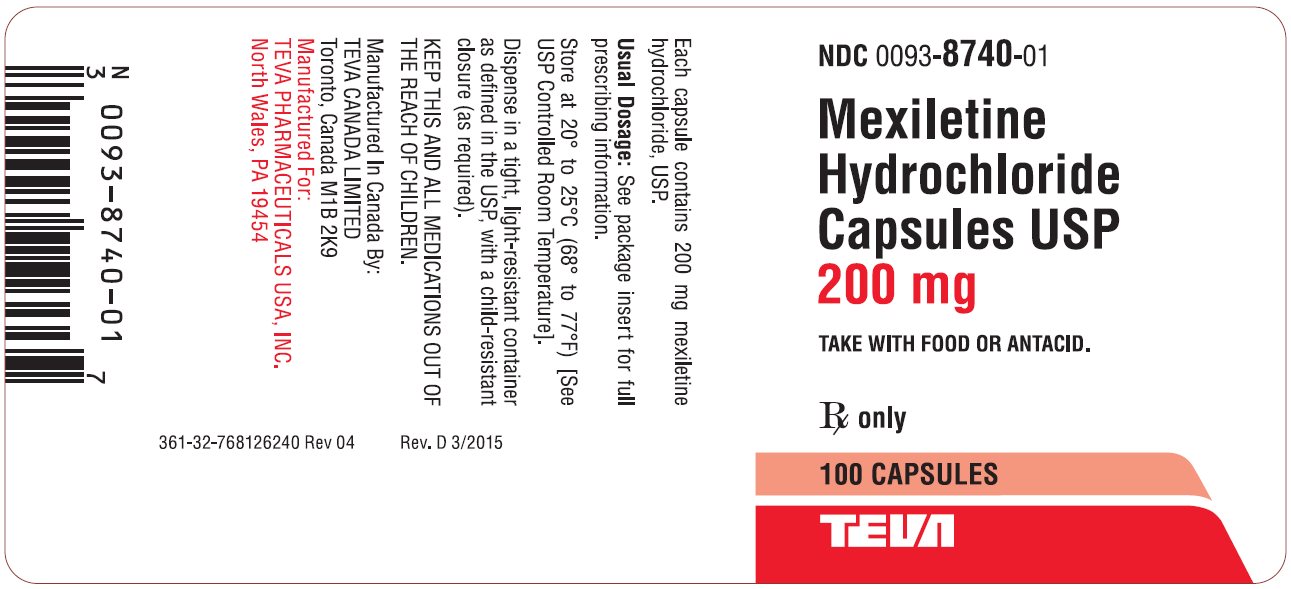 NDC 0093-8740-01
Mexiletine
Hydrochloride
Capsules USP
200 mg
TAKE WITH FOOD OR ANTACID.
Rx only
100 CAPSULES
TEVA
Each capsule contains 200 mg mexiletine
hydrochloride, USP.
Usual Dosage: See package insert for full
prescribing information.
Store at 20° to 25°C (68° to 77°F) [See
USP Controlled Room Temperature].
Dispense in a tight, light-resistant container
as defined in the USP, with a child-resistant
closure (as required).
KEEP THIS AND ALL MEDICATIONS OUT OF
THE REACH OF CHILDREN.
Manufactured In Canada By:
TEVA CANADA LIMITED
Toronto, Canada M1B 2K9
Manufactured For:
TEVA PHARMACEUTICALS USA, INC.
North Wales, PA 19454
N
3 0093-8740-01 7
361-32-768126240 Rev 04 Rev. D 3/2015